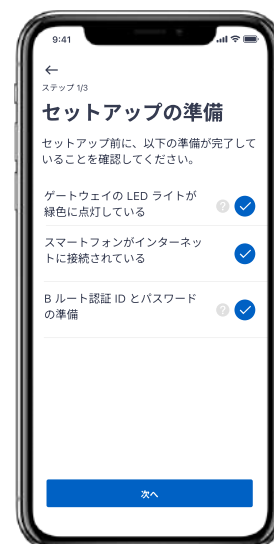 9:41
ステップ 1/3
セットアップの準備
セットアップ前に、以下の準備が完了して
いることを確認してください。
ゲートウェイの LED ライトが
緑色に点灯している
?
スマートフォンがインターネッ
トに接続されている
B ルート認証 ID とパスワード
の準備
?
次へ